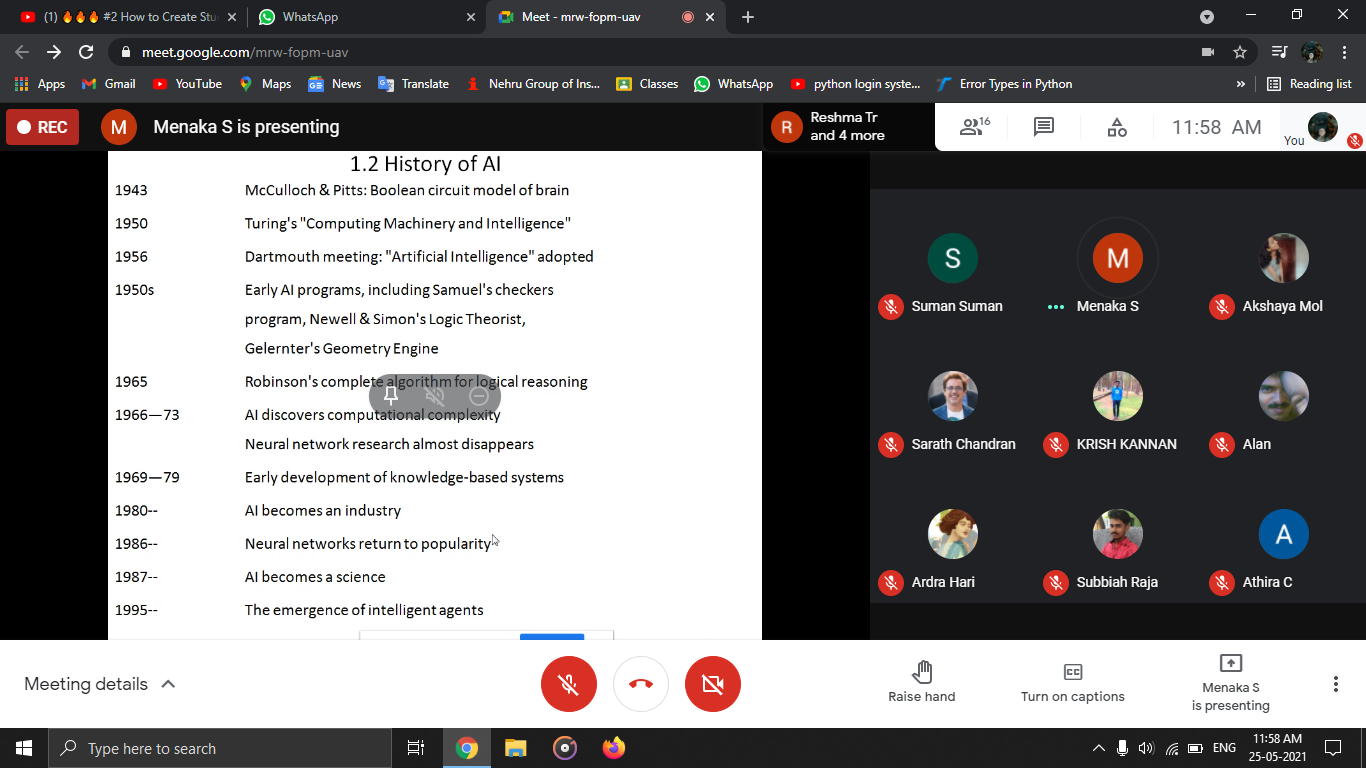 (1) 🔥🔥🔥 #2 How to Create Stu
WhatsApp
Meet - mrw-fopm-uav
meet.google.com/mrw-fopm-uav
Apps
Gmail
YouTube
Maps
News
Translate
Nehru Group of Ins...
Classes
WhatsApp
python login syste...
Error Types in Python
»
Reading list
REC
M
Menaka S is presenting
R
Reshma Tr
and 4 more
16
11:58 AM
You
1.2 History of AI
1943 McCulloch & Pitts: Boolean circuit model of brain
1950 Turing's "Computing Machinery and Intelligence"
1956 Dartmouth meeting: "Artificial Intelligence" adopted
1950s Early AI programs, including Samuel's checkers
program, Newell & Simon's Logic Theorist,
Gelernter's Geometry Engine
1965 Robinson's complete algorithm for logical reasoning
1966—73 AI discovers computational complexity
Neural network research almost disappears
1969—79 Early development of knowledge-based systems
1980-- AI becomes an industry
1986-- Neural networks return to popularity
1987-- AI becomes a science
1995-- The emergence of intelligent agents
S
M
Suman Suman
Menaka S
Akshaya Mol
Sarath Chandran
KRISH KANNAN
Alan
A
Ardra Hari
Subbiah Raja
Athira C
Meeting details
Raise hand
CC
Turn on captions
Menaka S
is presenting
Type here to search
ENG
11:58 AM
25-05-2021